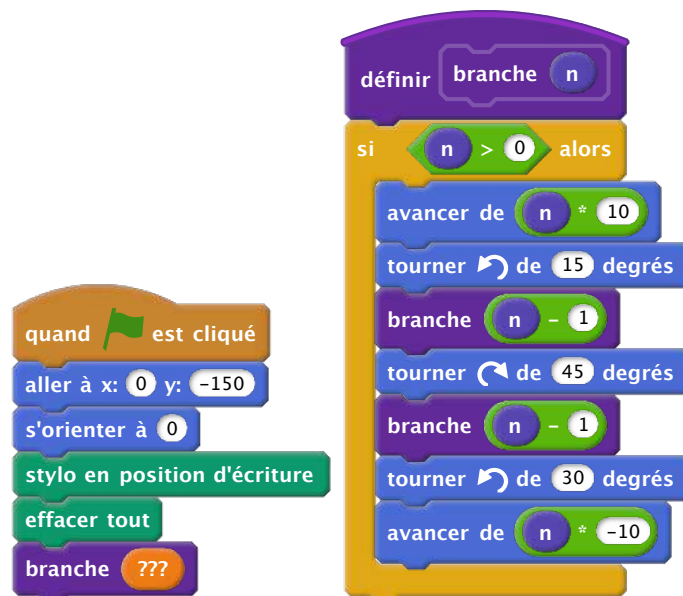 quand est cliqué
aller à x: 0 y: -150
s'orienter à 0
stylo en position d'écriture
effacer tout
branche ???
définir branche n
si n > 0 alors
avancer de n * 10
tourner de 15 degrés
branche n - 1
tourner de 45 degrés
branche n - 1
tourner de 30 degrés
avancer de n * -10